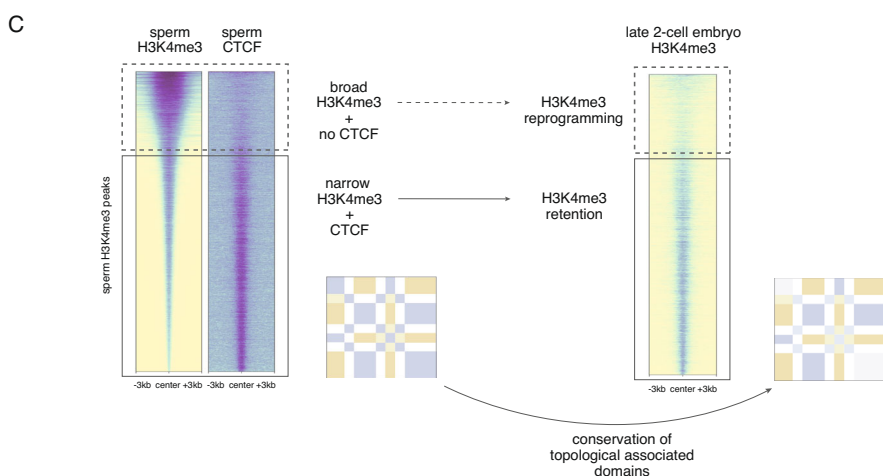 C
sperm
H3K4me3
sperm
CTCF
late 2-cell embryo
H3K4me3
broad
H3K4me3
+
no CTCF
H3K4me3
reprogramming
narrow
H3K4me3
+
CTCF
H3K4me3
retention
sperm H3K4me3 peaks
-3kb center +3kb
-3kb center +3kb
-3kb center +3kb
conservation of
topological associated
domains